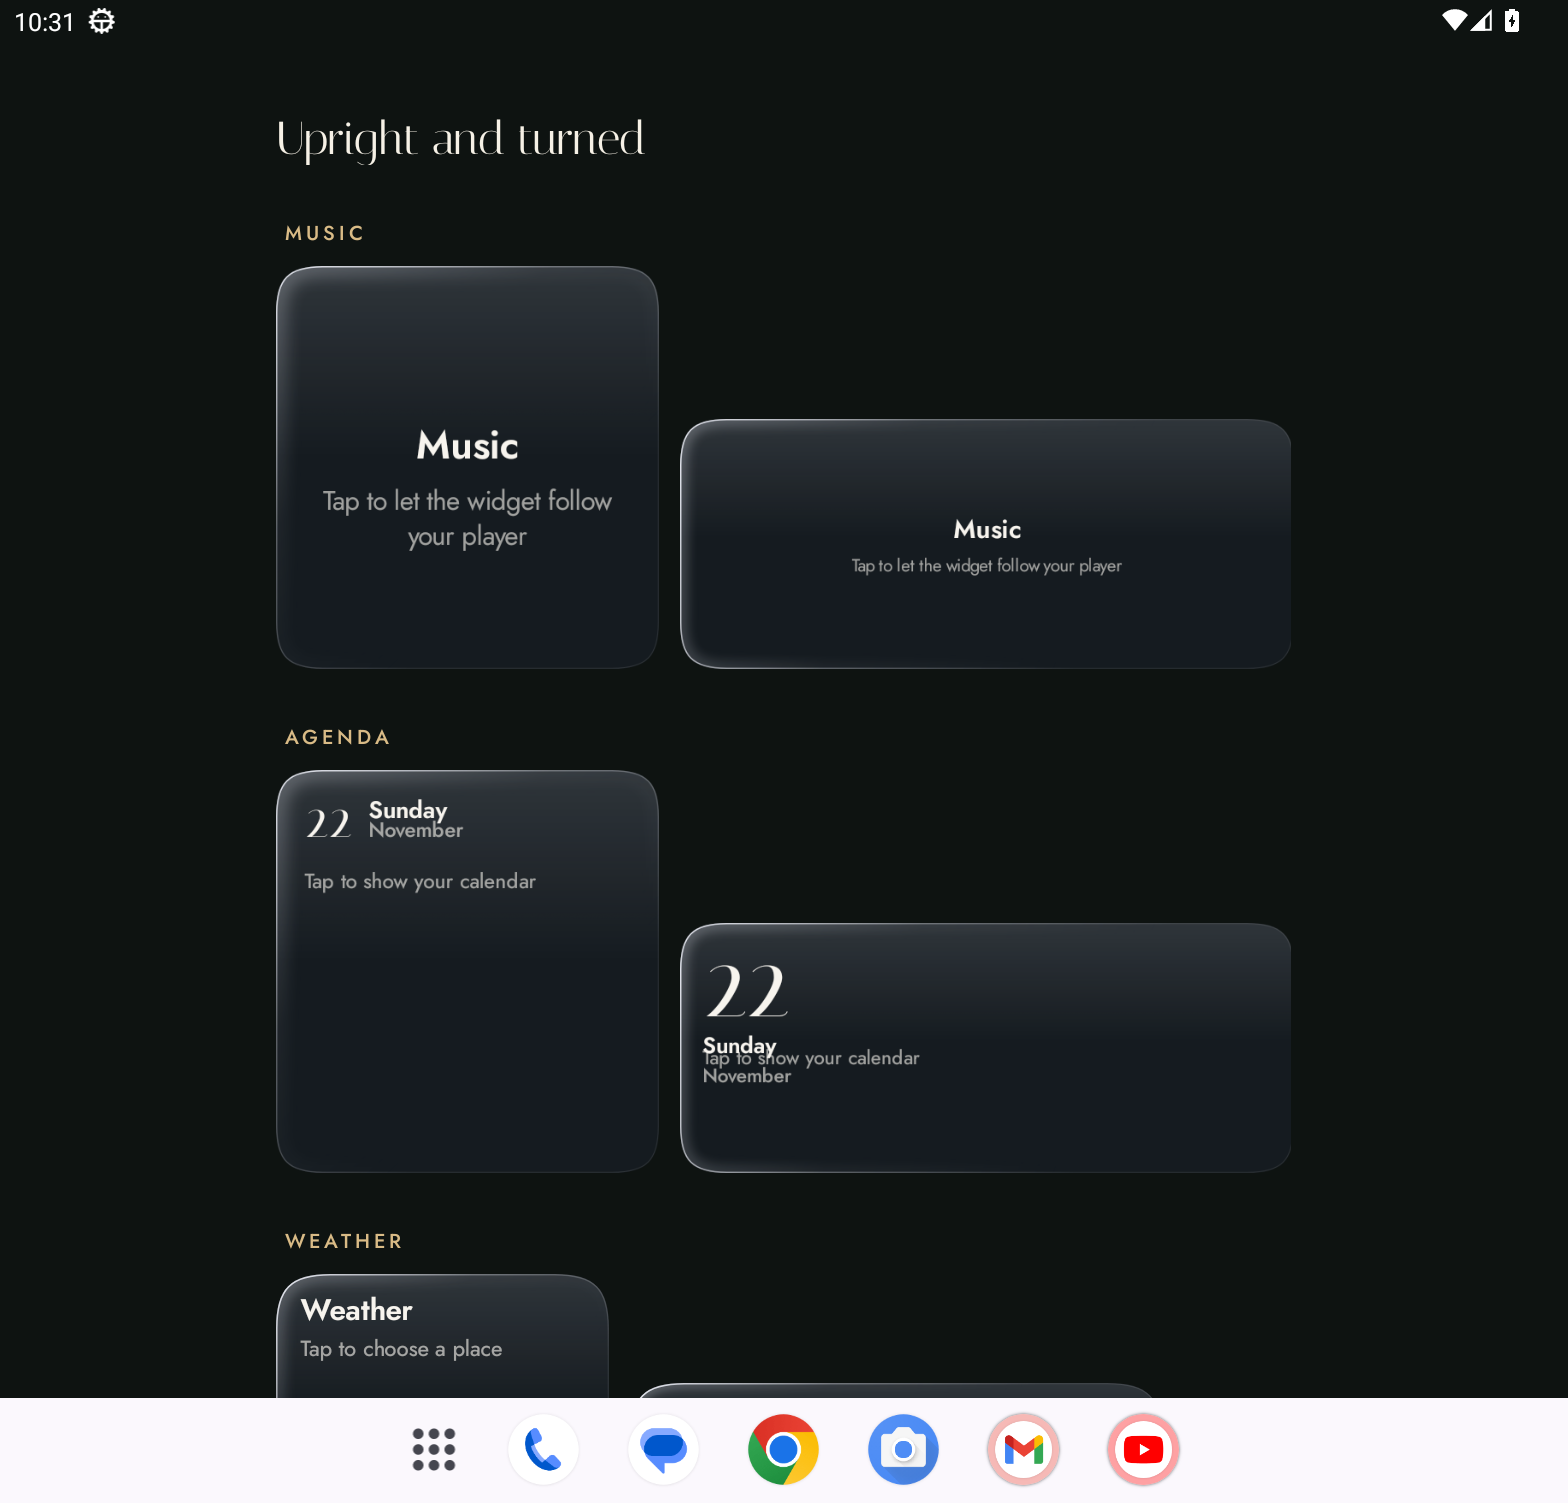 10:31
Upright and turned
MUSIC
Music
Tap to let the widget follow
your player
Music
Tap to let the widget follow your player
AGENDA
22
Sunday
November
Tap to show your calendar
22
Sunday
Tap to show your calendar
November
WEATHER
Weather
Tap to choose a place